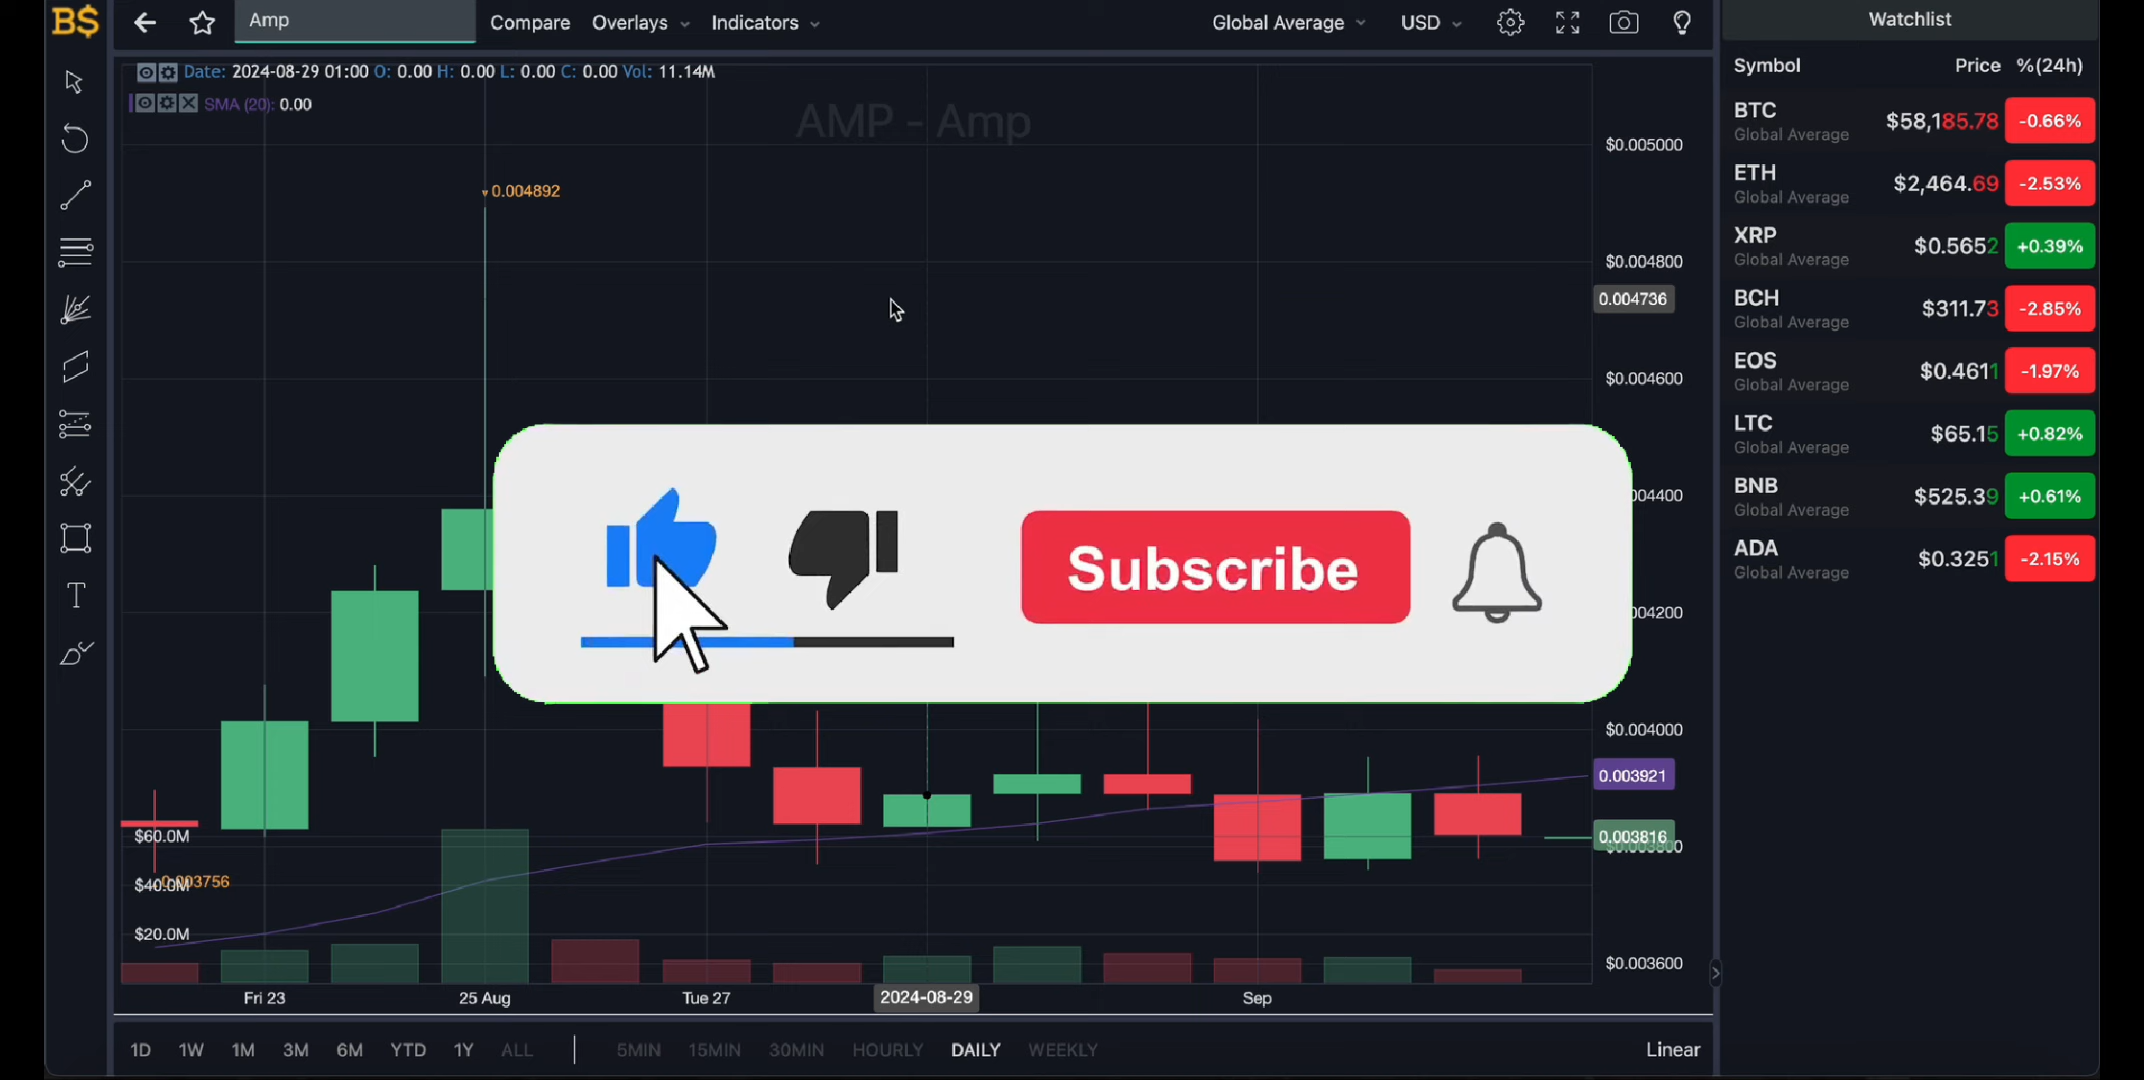 B$
Amp
Compare
Overlays
Indicators
Global Average
USD
Watchlist
Date: 2024-08-29 01:00 O: 0.00 H: 0.00 L: 0.00 C: 0.00 Vol: 11.14M
SMA (20): 0.00
AMP - Amp
Symbol Price %(24h)
BTC $58,185.78 -0.66%
Global Average
ETH $2,464.69 -2.53%
Global Average
XRP $0.5652 +0.39%
Global Average
BCH $311.73 -2.85%
Global Average
EOS $0.4611 -1.97%
Global Average
LTC $65.15 +0.82%
Global Average
BNB $525.39 +0.61%
Global Average
ADA $0.3251 -2.15%
Global Average
$0.005000
0.004892
$0.004800
0.004736
$0.004600
004400
Subscribe
004200
$0.004000
0.003921
0.003816
$60.0M
$40.0M
003756
$20.0M
$0.003600
Fri 23
25 Aug
Tue 27
2024-08-29
Sep
1D 1W 1M 3M 6M YTD 1Y ALL
5MIN 15MIN 30MIN HOURLY DAILY WEEKLY
Linear
T